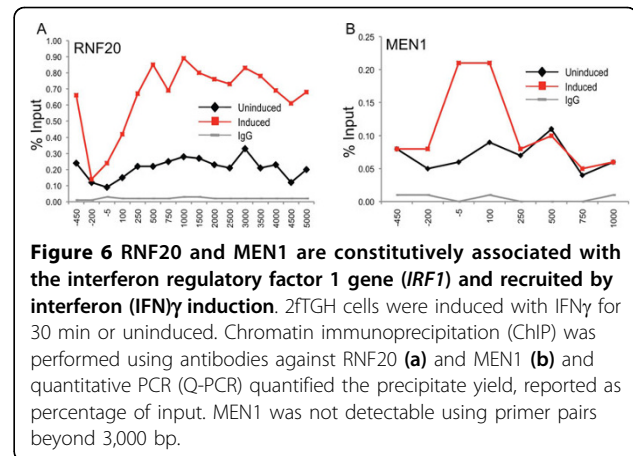 A
RNF20
1.00
0.90
0.80
0.70
0.60
0.50
0.40
0.30
0.20
0.10
0.00
% Input
Uninduced
Induced
IgG
-450
-200
-5
100
250
500
750
1000
1500
2000
2500
3000
3500
4000
4500
5000
B
MEN1
0.25
0.20
0.15
0.10
0.05
0.00
% Input
Uninduced
Induced
IgG
-450
-200
-5
100
250
500
750
1000
Figure 6 RNF20 and MEN1 are constitutively associated with
the interferon regulatory factor 1 gene (IRF1) and recruited by
interferon (IFN)γ induction. 2fTGH cells were induced with IFNγ for
30 min or uninduced. Chromatin immunoprecipitation (ChIP) was
performed using antibodies against RNF20 (a) and MEN1 (b) and
quantitative PCR (Q-PCR) quantified the precipitate yield, reported as
percentage of input. MEN1 was not detectable using primer pairs
beyond 3,000 bp.